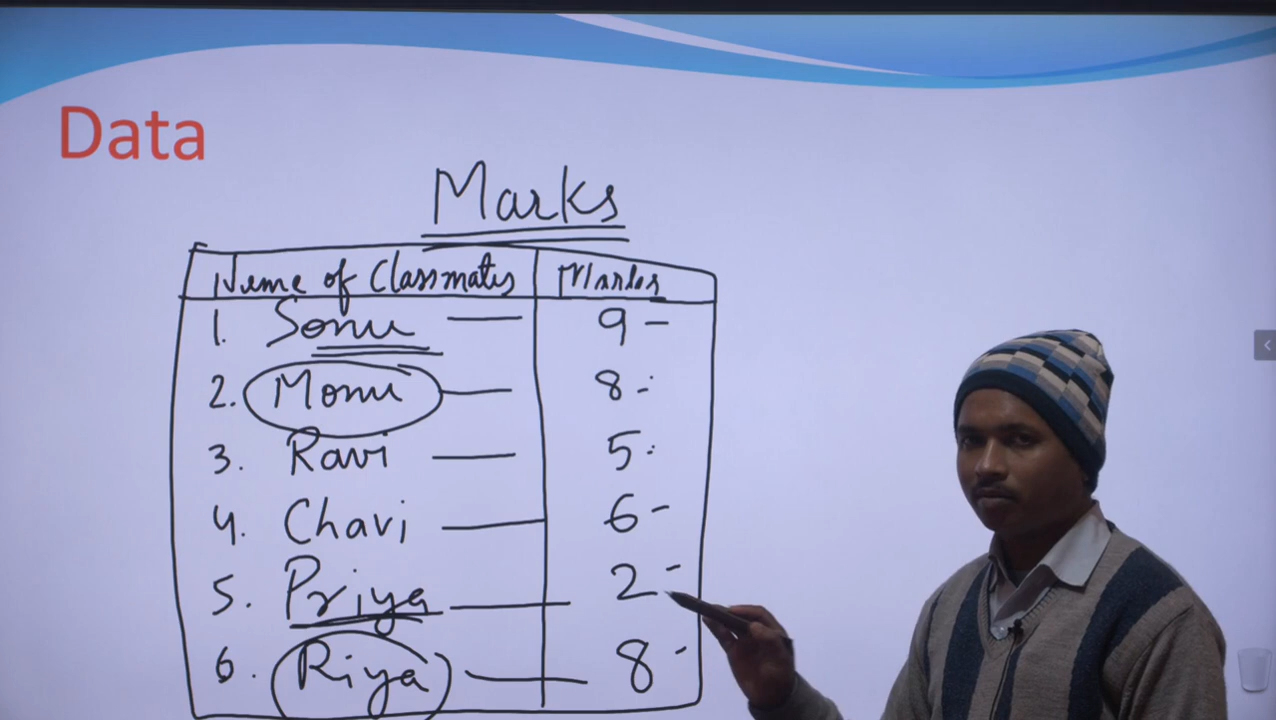 Data
Marks
Name of Classmates Marks
1. Sonu — 9 -
2. Monu — 8 -
3. Ravi — 5 -
4. Chavi — 6 -
5. Priya — 2 -
6. Riya — 8 -